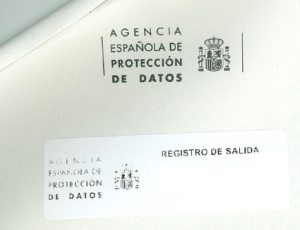 AGENCIA
ESPAÑOLA DE
PROTECCIÓN
DE DATOS
AGENCIA
ESPAÑOLA DE
PROTECCIÓN
DE DATOS
REGISTRO DE SALIDA